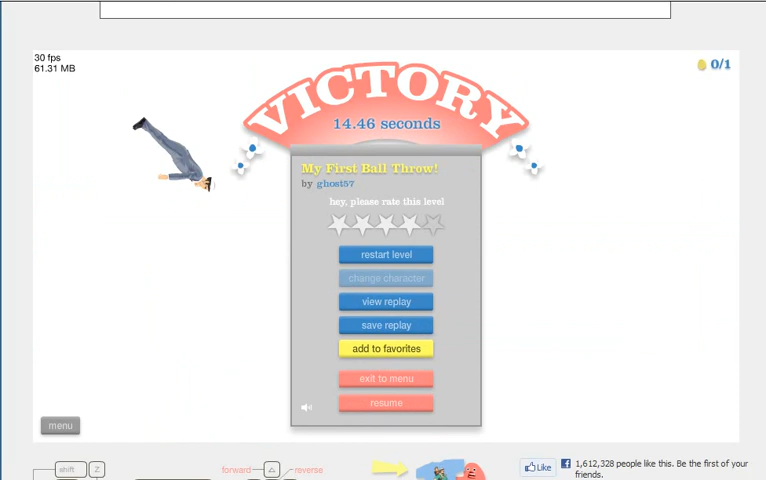 30 fps
61.31 MB
0/1
VICTORY
14.46 seconds
My First Ball Throw!
by ghost57
hey, please rate this level
restart level
change character
view replay
save replay
add to favorites
exit to menu
resume
menu
shift Z
forward reverse
Like 1,612,328 people like this. Be the first of your
friends.